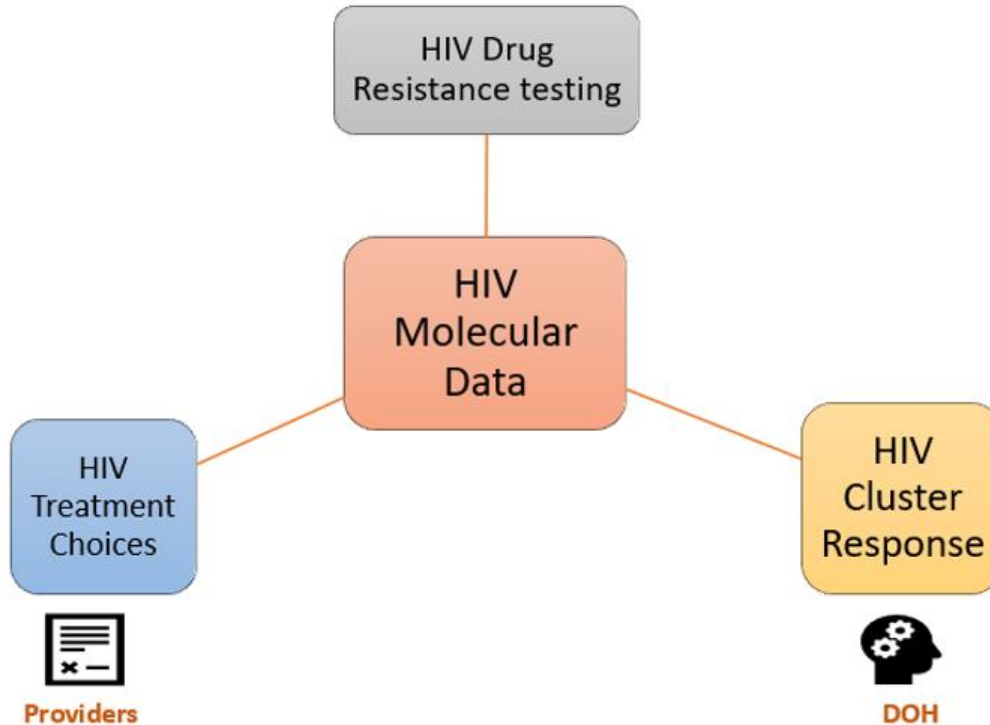 HIV Drug
Resistance testing
HIV
Molecular
Data
HIV
Treatment
Choices
HIV
Cluster
Response
Providers
DOH